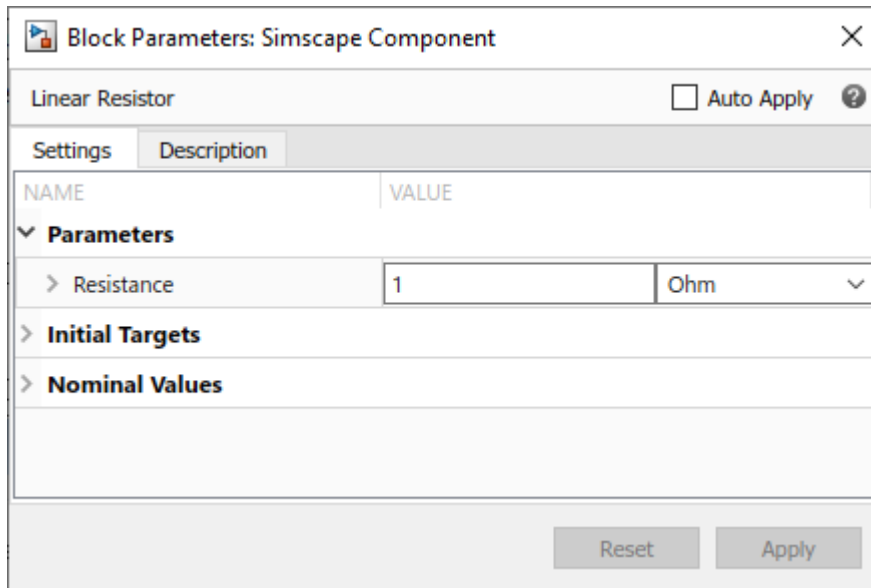 Block Parameters: Simscape Component
Linear Resistor Auto Apply
Settings Description
NAME VALUE
Parameters
Resistance 1 Ohm
Initial Targets
Nominal Values
Reset Apply